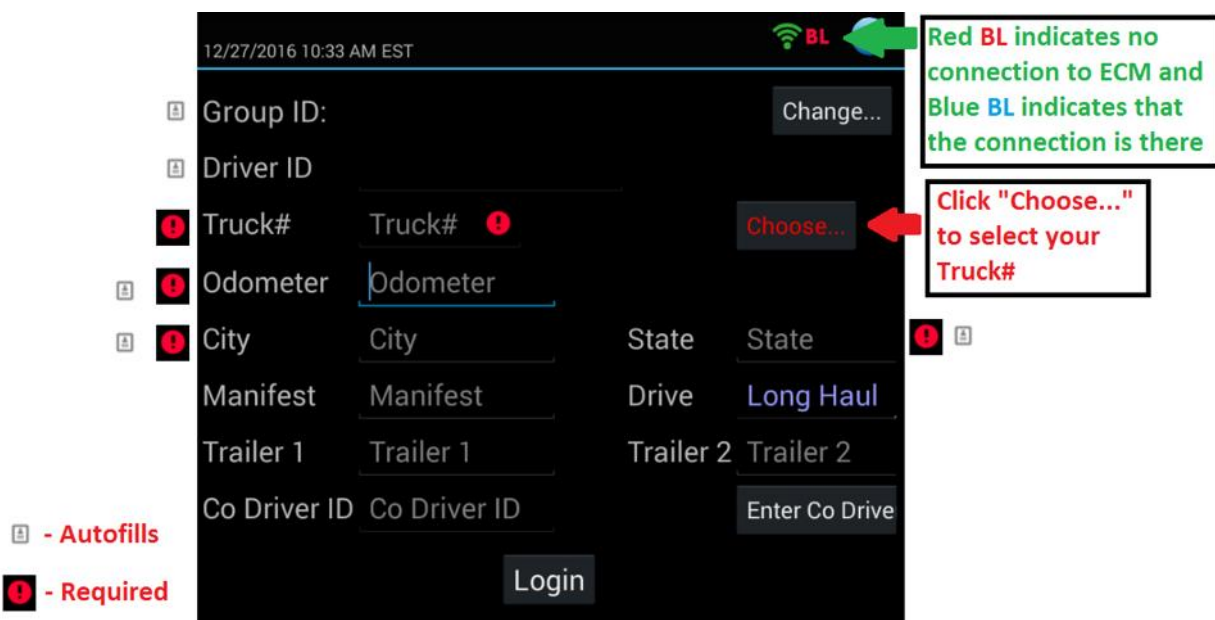 12/27/2016 10:33 AM EST
BL
Red BL indicates no
connection to ECM and
Blue BL indicates that
the connection is there
Group ID:
Change...
Driver ID
Truck#
Truck#
Choose...
Click "Choose..."
to select your
Truck#
Odometer
Odometer
City
City
State
State
Manifest
Manifest
Drive
Long Haul
Trailer 1
Trailer 1
Trailer 2
Trailer 2
Co Driver ID
Co Driver ID
Enter Co Drive
- Autofills
Login
- Required